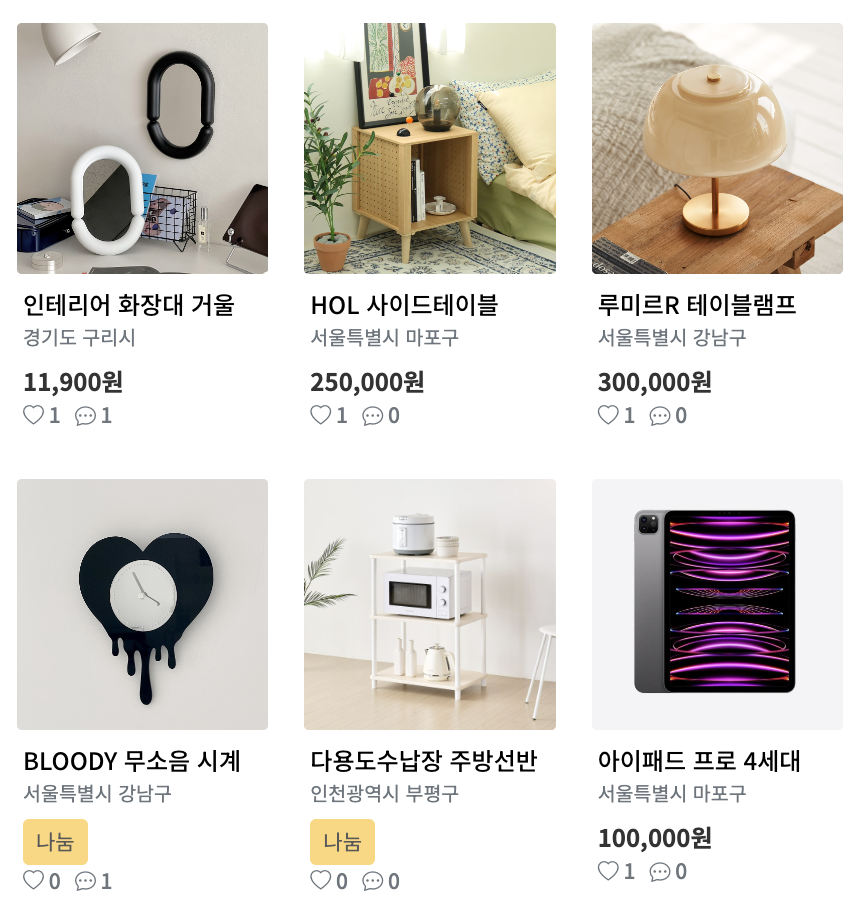 인테리어 화장대 거울
경기도 구리시
11,900원
1 1
HOL 사이드테이블
서울특별시 마포구
250,000원
1 0
루미르R 테이블램프
서울특별시 강남구
300,000원
1 0
BLOODY 무소음 시계
서울특별시 강남구
나눔
0 1
다용도수납장 주방선반
인천광역시 부평구
나눔
0 0
아이패드 프로 4세대
서울특별시 마포구
100,000원
1 0